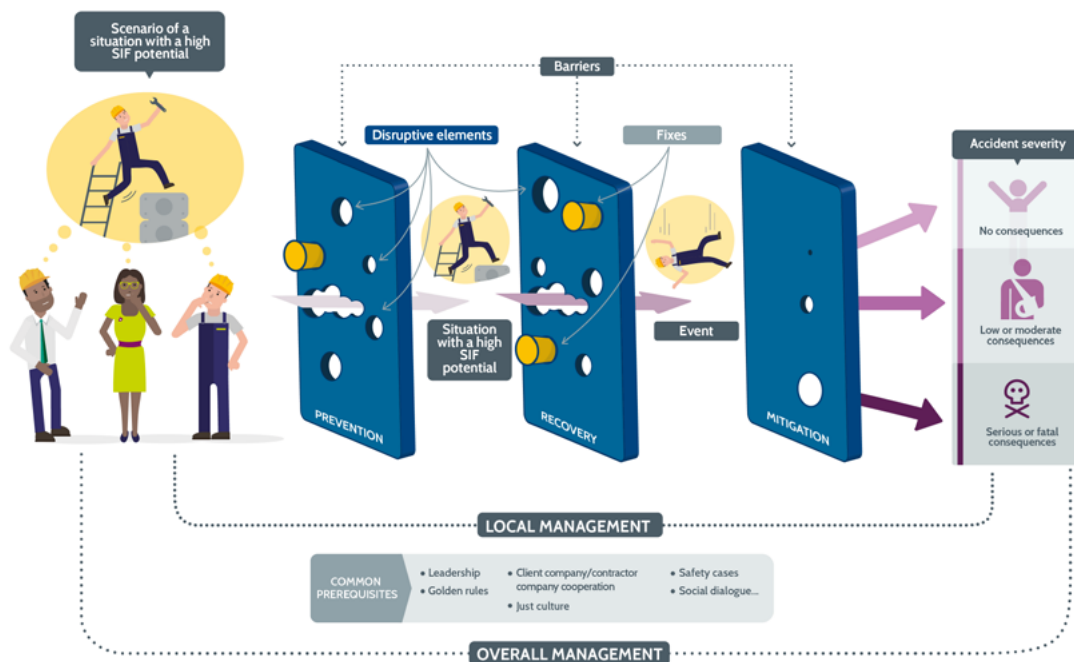 Scenario of a
situation with a high
SIF potential
Barriers
Disruptive elements
Fixes
Accident severity
No consequences
Situation
with a high
SIF
potential
Event
Low or moderate
consequences
Serious or fatal
consequences
PREVENTION
RECOVERY
MITIGATION
LOCAL MANAGEMENT
COMMON
PREREQUISITES
• Leadership
• Golden rules
• Client company/contractor
company cooperation
• Just culture
• Safety cases
• Social dialogue...
OVERALL MANAGEMENT